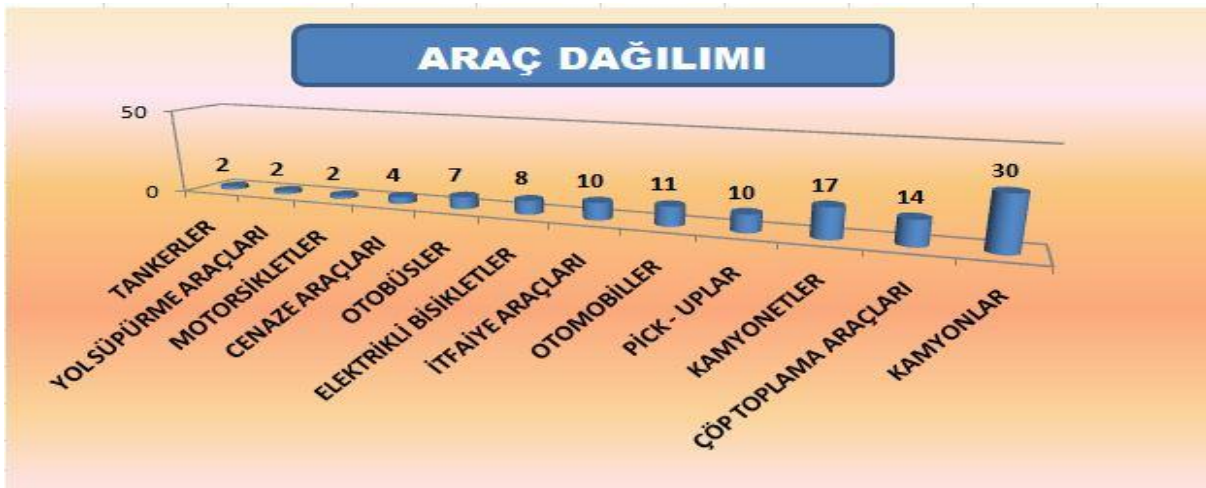 ARAÇ DAĞILIMI
50
0
2
2
2
4
7
8
10
11
10
17
14
30
TANKERLER
YOL SÜPÜRME ARAÇLARI
MOTORSİKLETLER
CENAZE ARAÇLARI
OTOBÜSLER
ELEKTRİKLİ BİSİKLETLER
İTFAİYE ARAÇLARI
OTOMOBİLLER
PİCK - UPLAR
KAMYONETLER
ÇÖP TOPLAMA ARAÇLARI
KAMYONLAR